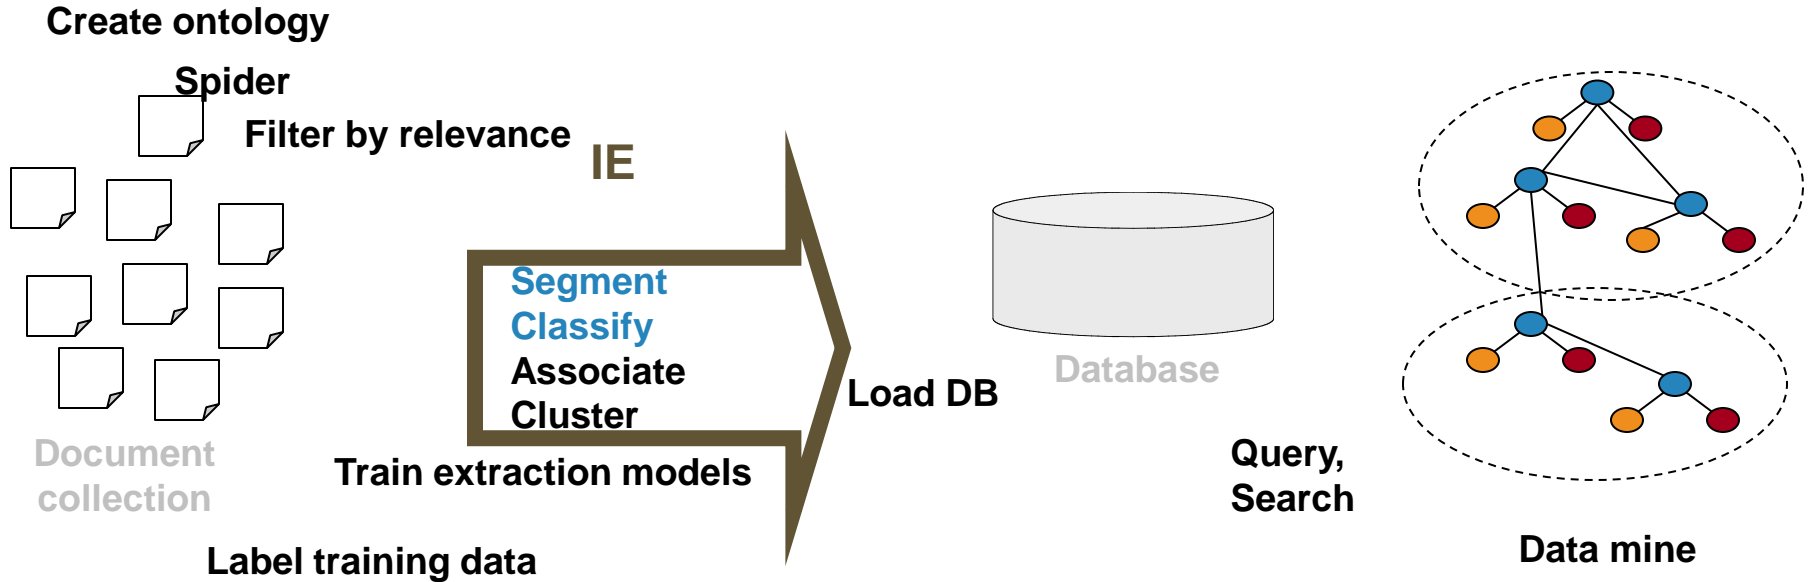 Create ontology
Spider
Filter by relevance
IE
Segment
Classify
Associate
Cluster
Load DB
Database
Document
collection
Train extraction models
Label training data
Query,
Search
Data mine